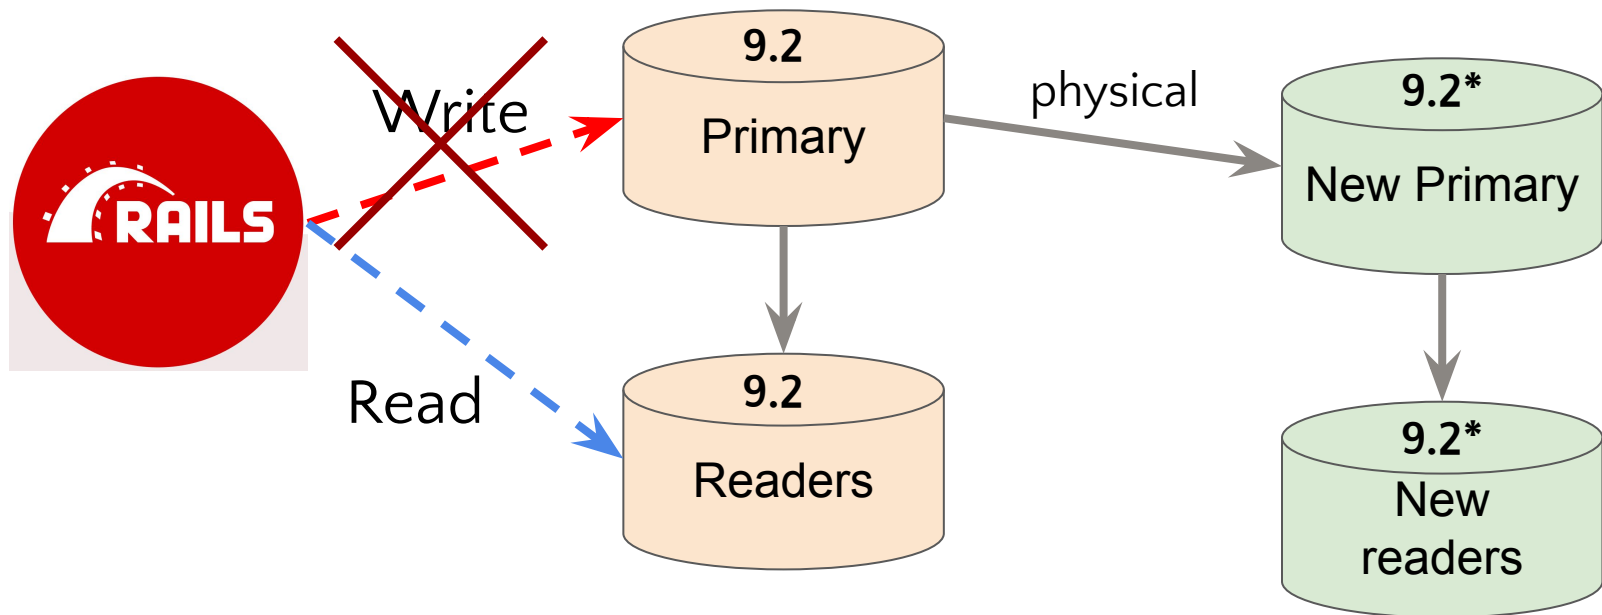 9.2
Primary
Write
physical
9.2*
New Primary
RAILS
Read
9.2
Readers
9.2*
New
readers